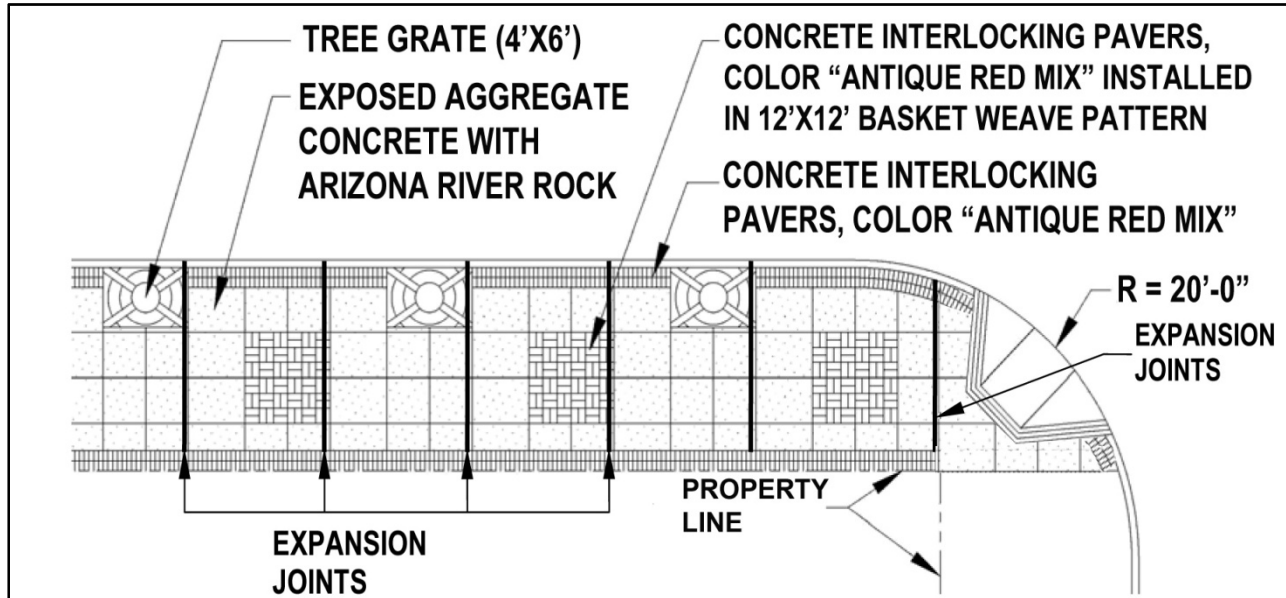 TREE GRATE (4’X6’)
EXPOSED AGGREGATE
CONCRETE WITH
ARIZONA RIVER ROCK
CONCRETE INTERLOCKING PAVERS,
COLOR “ANTIQUE RED MIX” INSTALLED
IN 12’X12’ BASKET WEAVE PATTERN
CONCRETE INTERLOCKING
PAVERS, COLOR “ANTIQUE RED MIX”
R = 20’-0”
EXPANSION
JOINTS
PROPERTY
LINE
EXPANSION
JOINTS